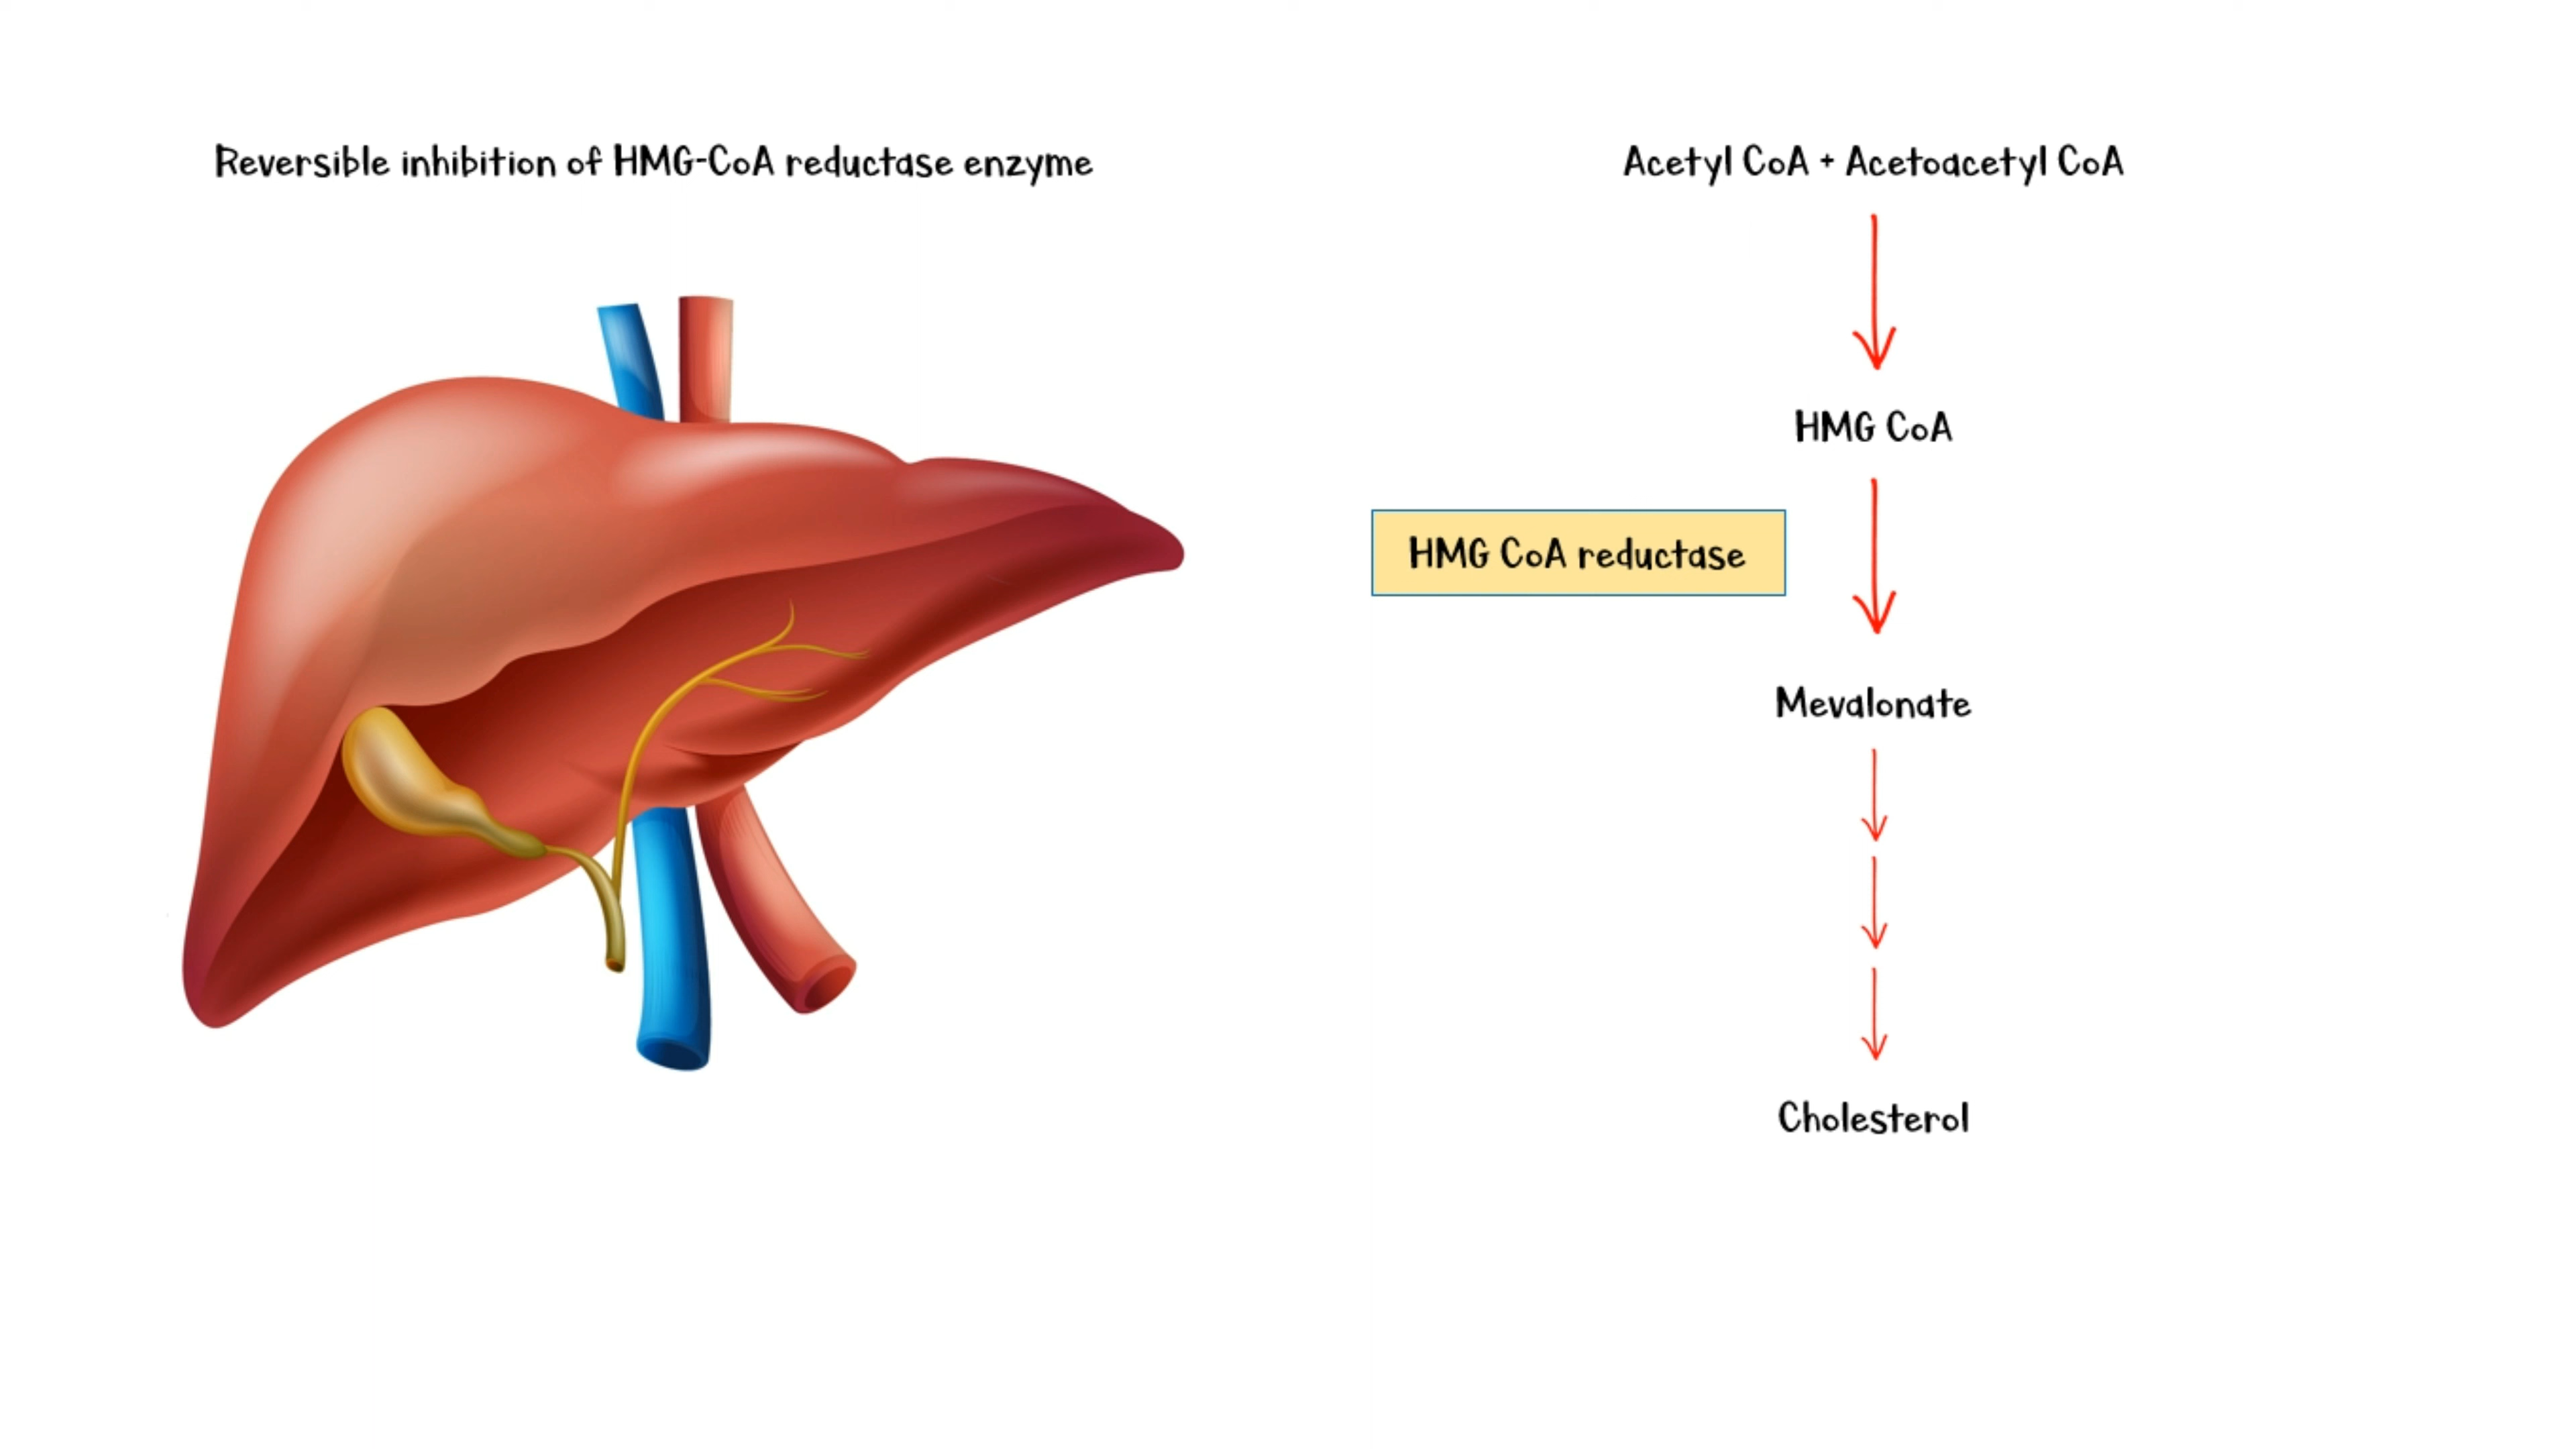 Reversible inhibition of HMG-CoA reductase enzyme
Acetyl CoA + Acetoacetyl CoA
HMG CoA
HMG CoA reductase
Mevalonate
Cholesterol